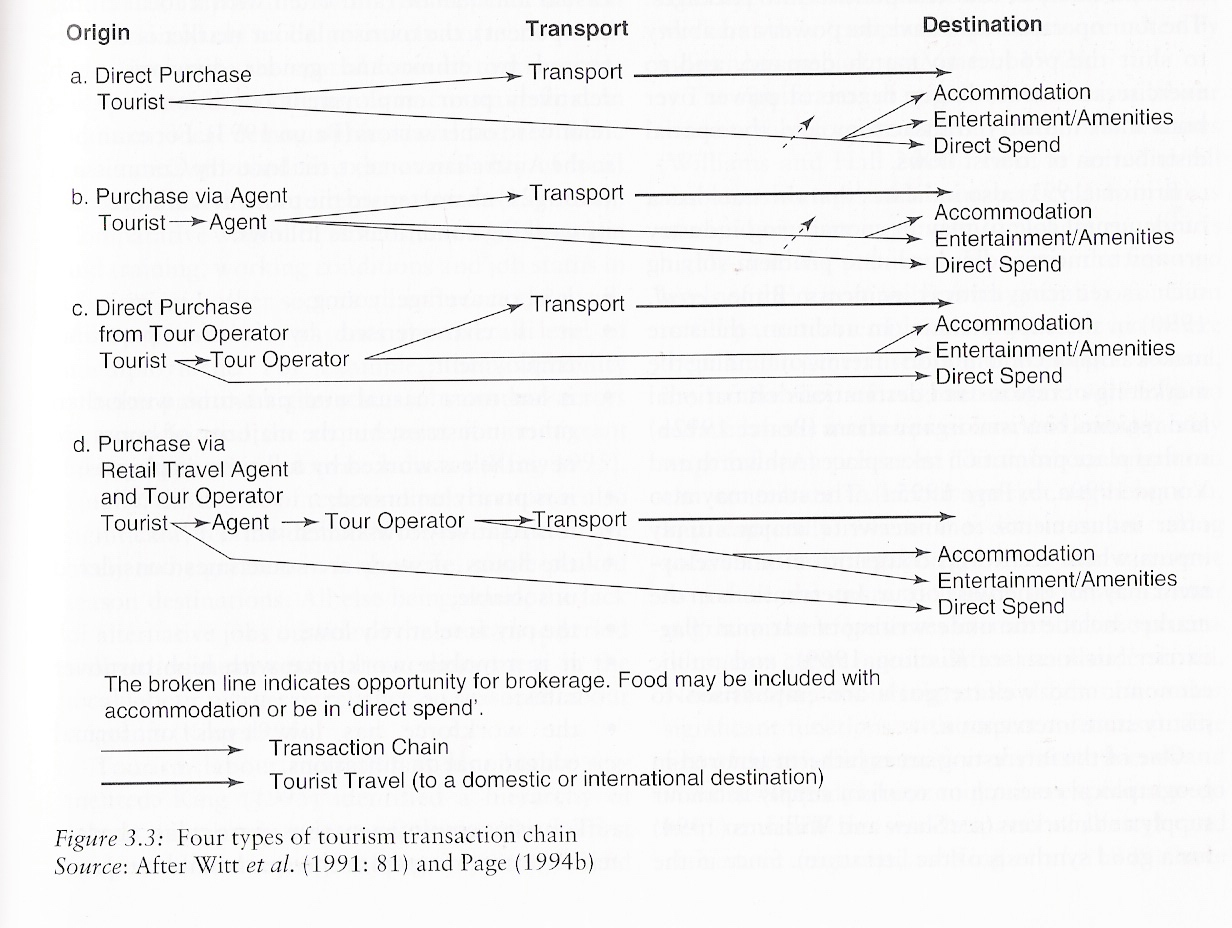 Origin Transport Destination
a. Direct Purchase
Transport
Tourist
Accommodation
Entertainment/Amenities
Direct Spend
b. Purchase via Agent
Transport
Tourist Agent
Accommodation
Entertainment/Amenities
Direct Spend
c. Direct Purchase
Transport
from Tour Operator
Accommodation
Tourist Tour Operator
Entertainment/Amenities
Direct Spend
d. Purchase via
Retail Travel Agent
and Tour Operator
Tourist Agent Tour Operator Transport
Accommodation
Entertainment/Amenities
Direct Spend
The broken line indicates opportunity for brokerage. Food may be included with
accommodation or be in ‘direct spend’.
Transaction Chain
Tourist Travel (to a domestic or international destination)
Figure 3.3: Four types of tourism transaction chain
Source: After Witt et al. (1991: 81) and Page (1994b)